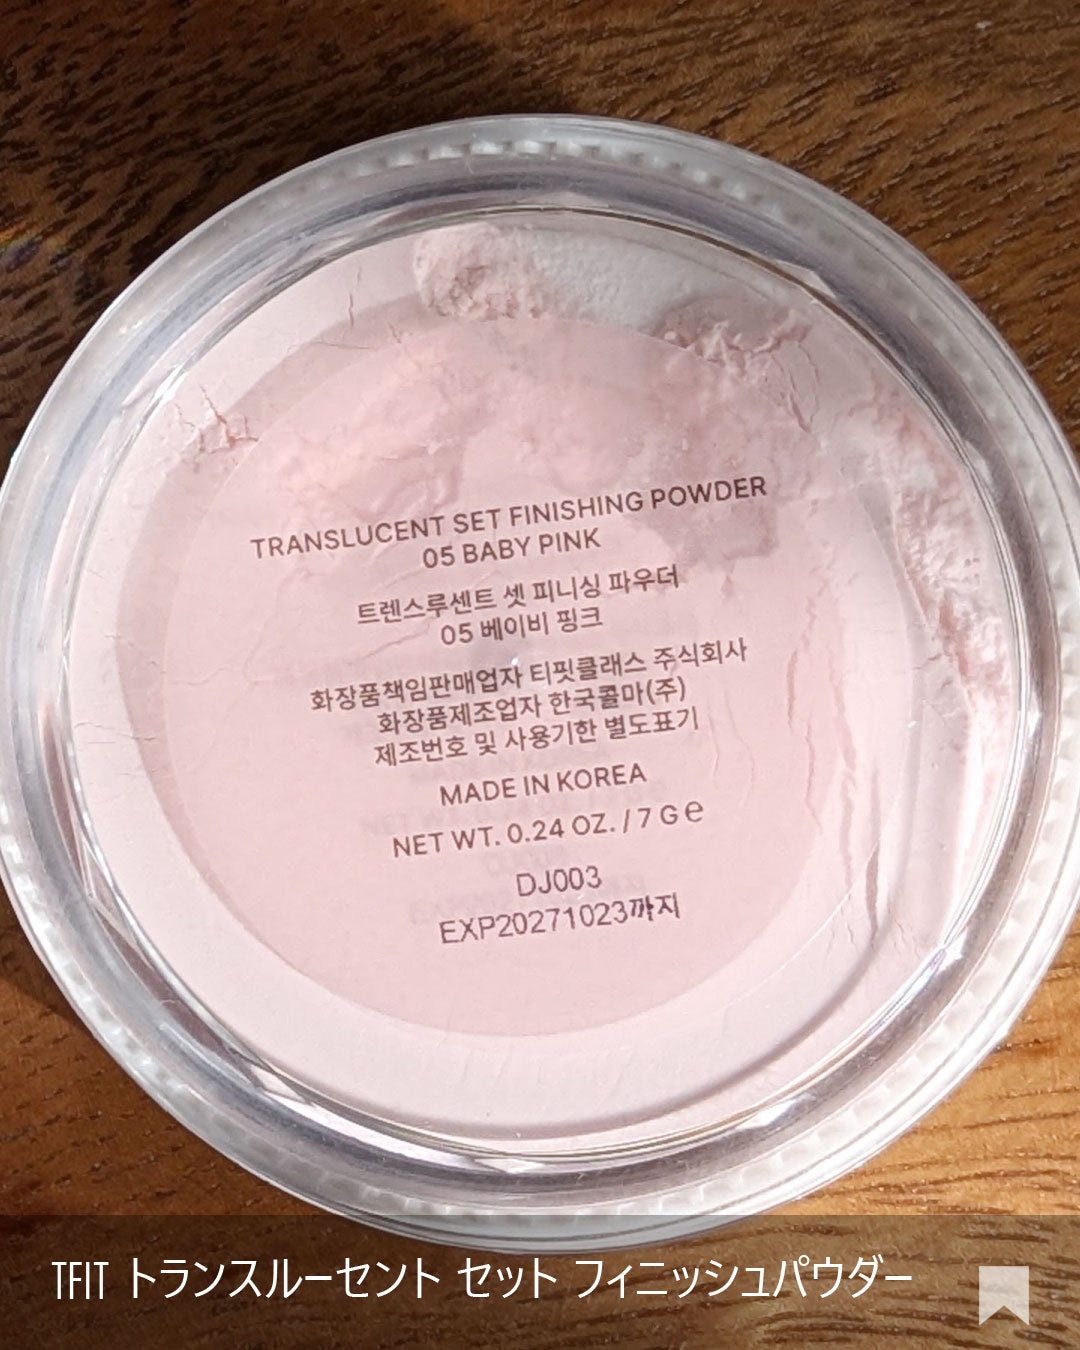 TRANSLUCENT SET FINISHING POWDER
05 BABY PINK
트렌스루센트 셋 피니싱 파우더
05 베이비 핑크
화장품책임판매업자 티핏클래스 주식회사
화장품제조업자 한국콜마(주)
제조번호 및 사용기한 별도표기
MADE IN KOREA
NET WT. 0.24 OZ. / 7 G ℮
DJ003
EXP20271023까지
TFIT トランスルーセント セット フィニッシュパウダー